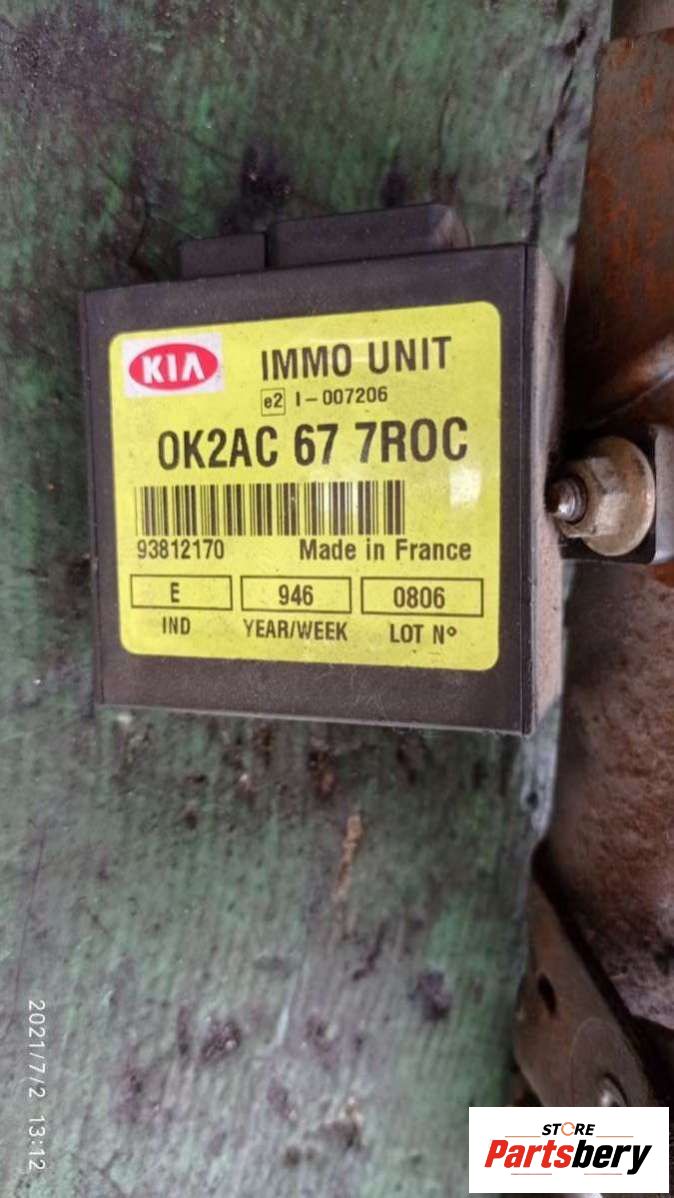 KIA IMMO UNIT
e2 I-007206
OK2AC 67 7ROC
93812170 Made in France
E 946 0806
IND YEAR/WEEK LOT Nº
2021/7/2 13:12
STORE
Partsbery